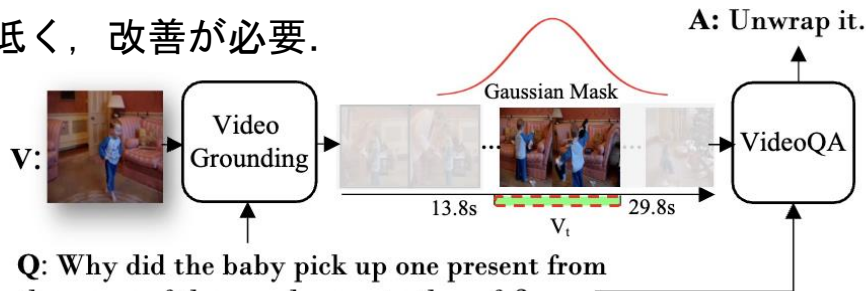 低く，改善が必要.
A: Unwrap it.
Gaussian Mask
Video
Grounding
V:
...
...
VideoQA
13.8s
29.8s
Vt
Q: Why did the baby pick up one present from